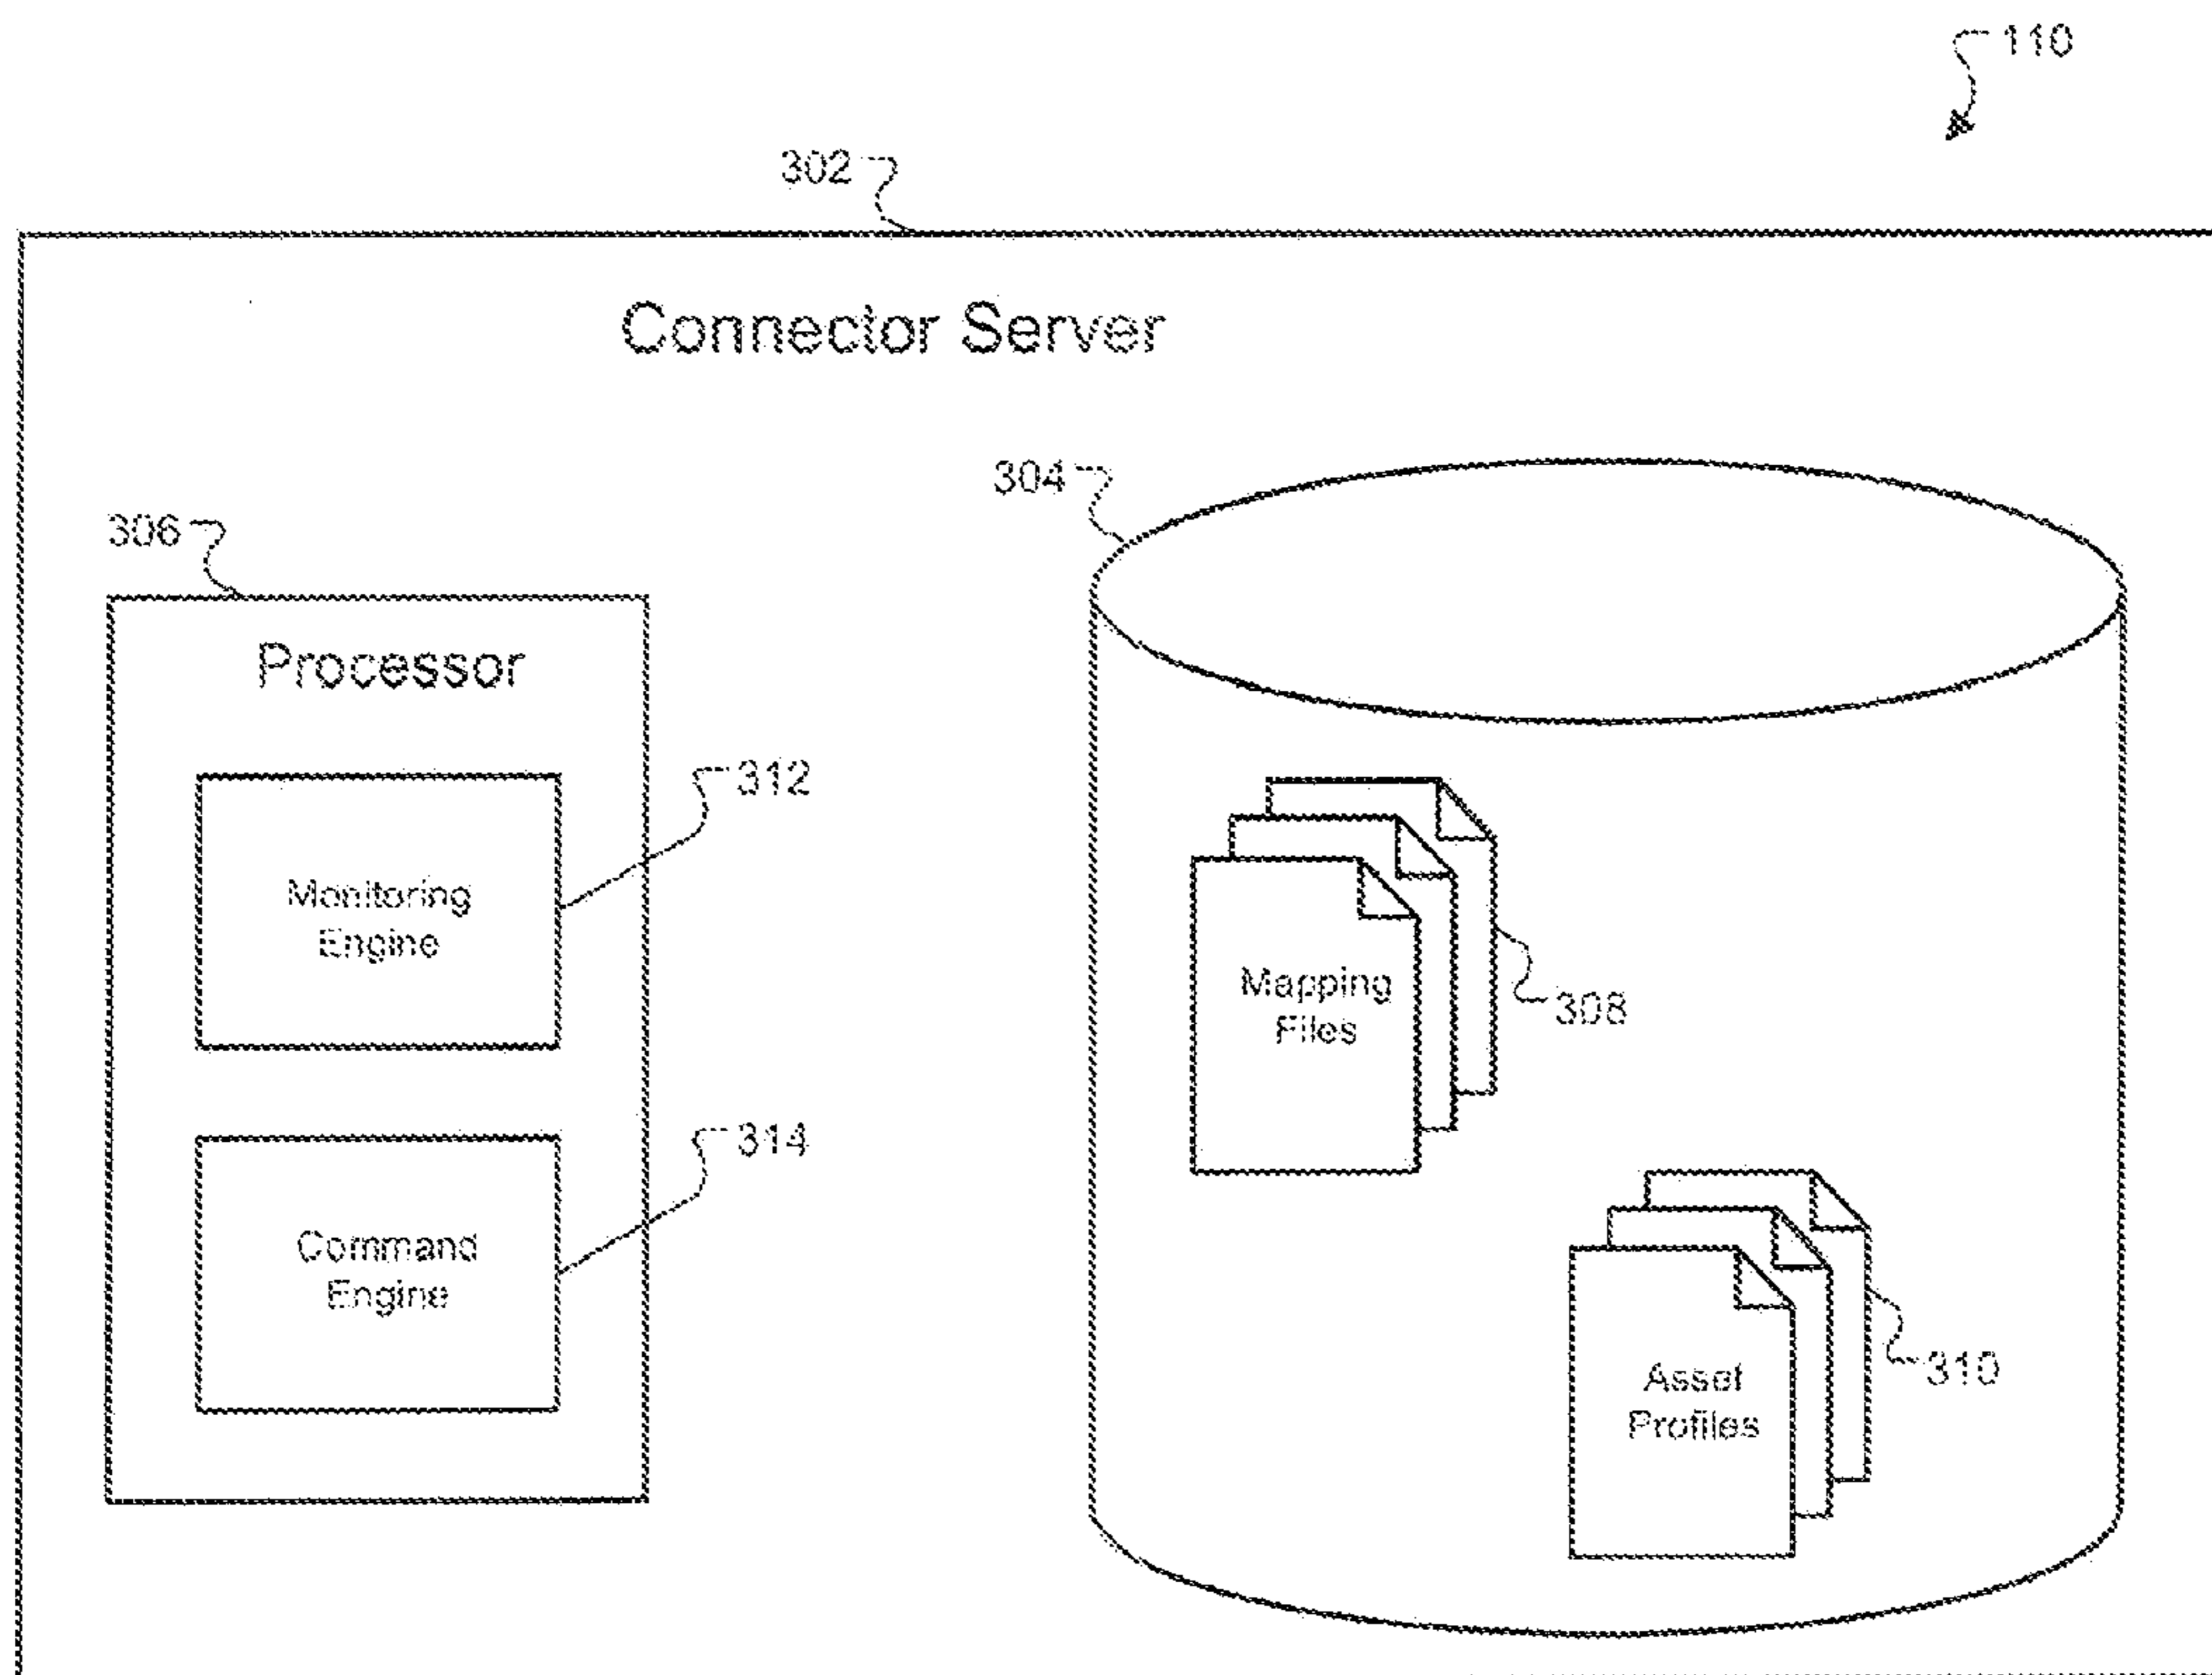 110
302
Connector Server
304
306
Processor
312
Monitoring
Engine
Mapping
Files
308
314
Command
Engine
310
Asset
Profiles